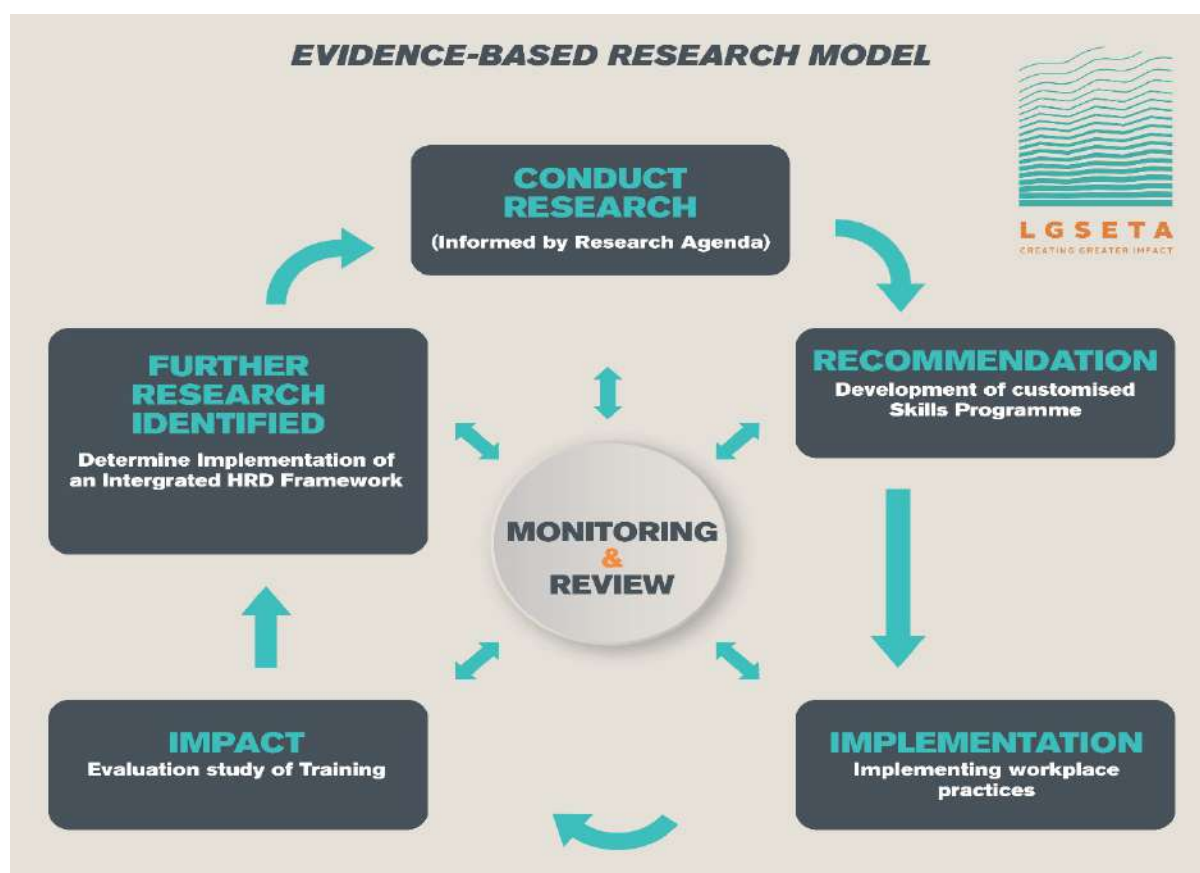 EVIDENCE-BASED RESEARCH MODEL
LGSETA
CREATING GREATER IMPACT
CONDUCT
RESEARCH
(Informed by Research Agenda)
RECOMMENDATION
Development of customised
Skills Programme
IMPLEMENTATION
Implementing workplace
practices
IMPACT
Evaluation study of Training
FURTHER
RESEARCH
IDENTIFIED
Determine Implementation of
an Intergrated HRD Framework
MONITORING
&
REVIEW